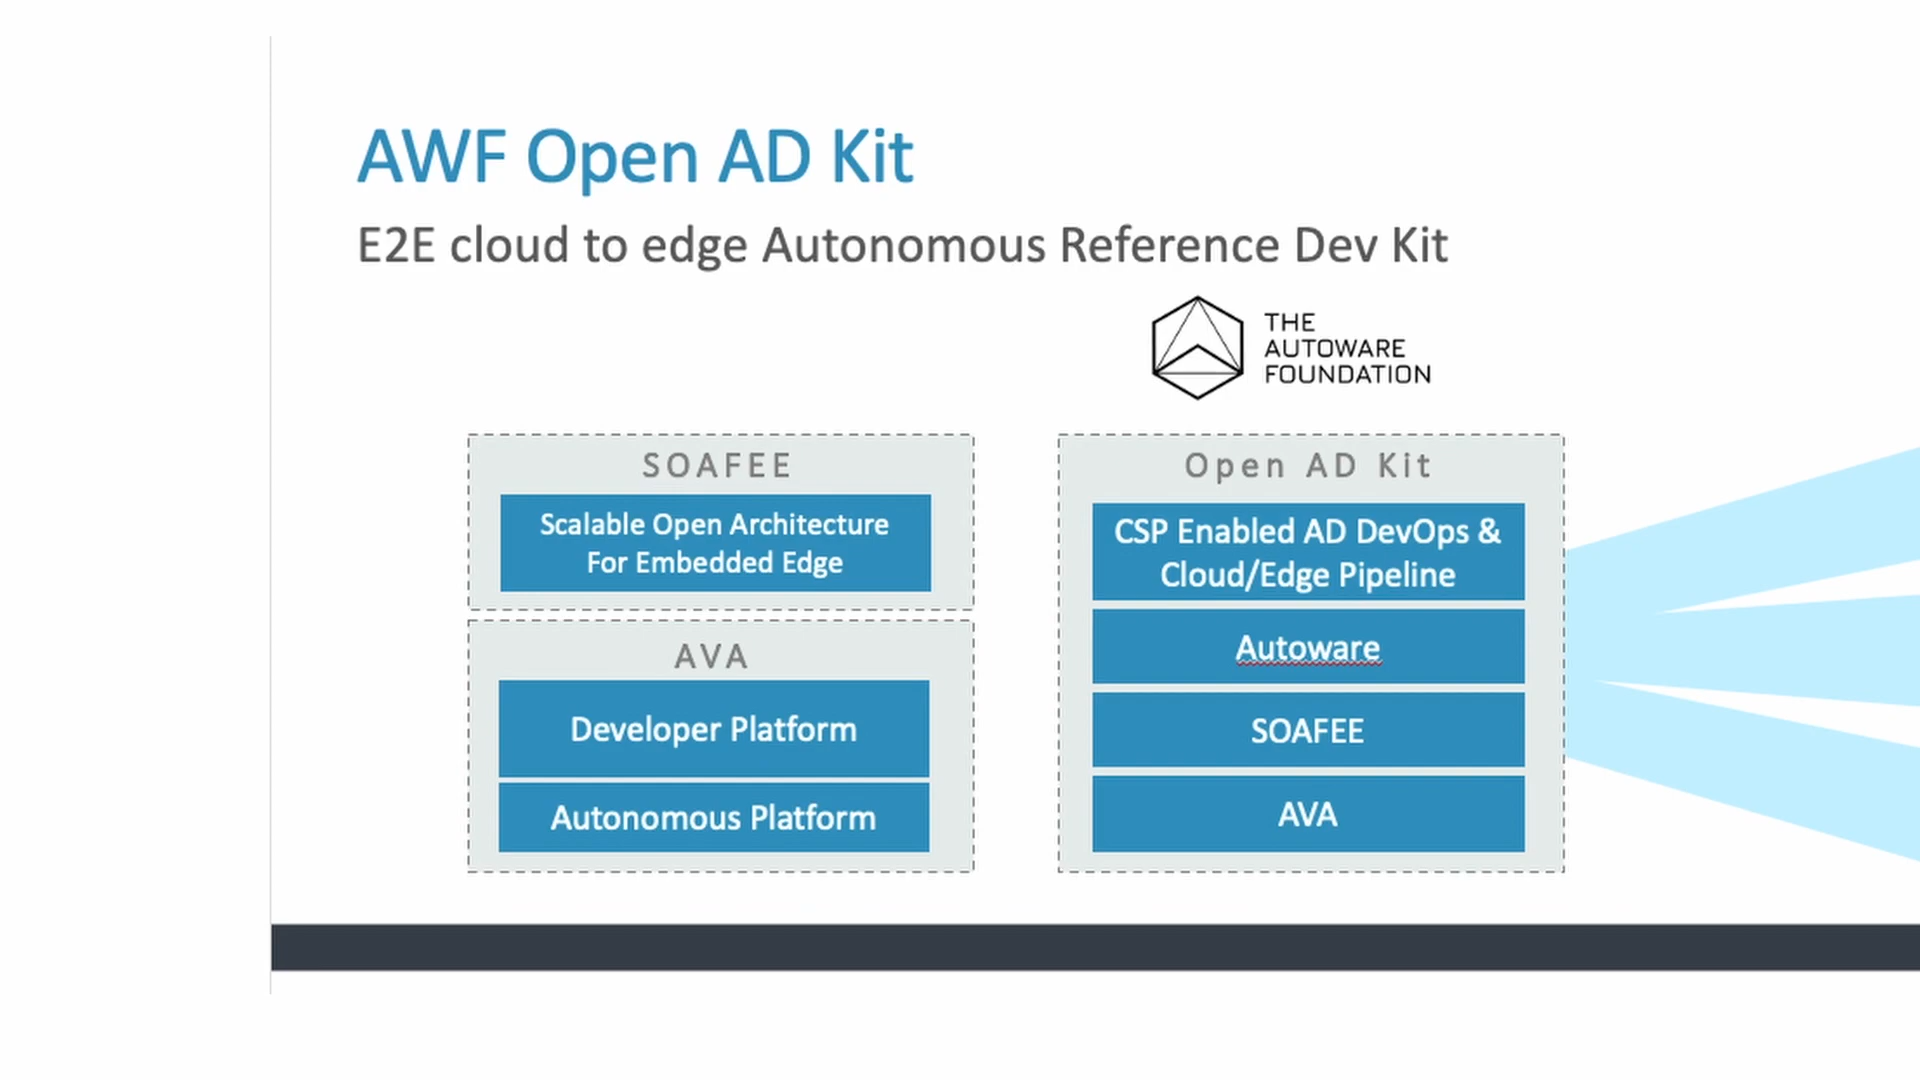 AWF Open AD Kit
E2E cloud to edge Autonomous Reference Dev Kit
THE
AUTOWARE
FOUNDATION
SOAFEE
Scalable Open Architecture
For Embedded Edge
AVA
Developer Platform
Autonomous Platform
Open AD Kit
CSP Enabled AD DevOps &
Cloud/Edge Pipeline
Autoware
SOAFEE
AVA